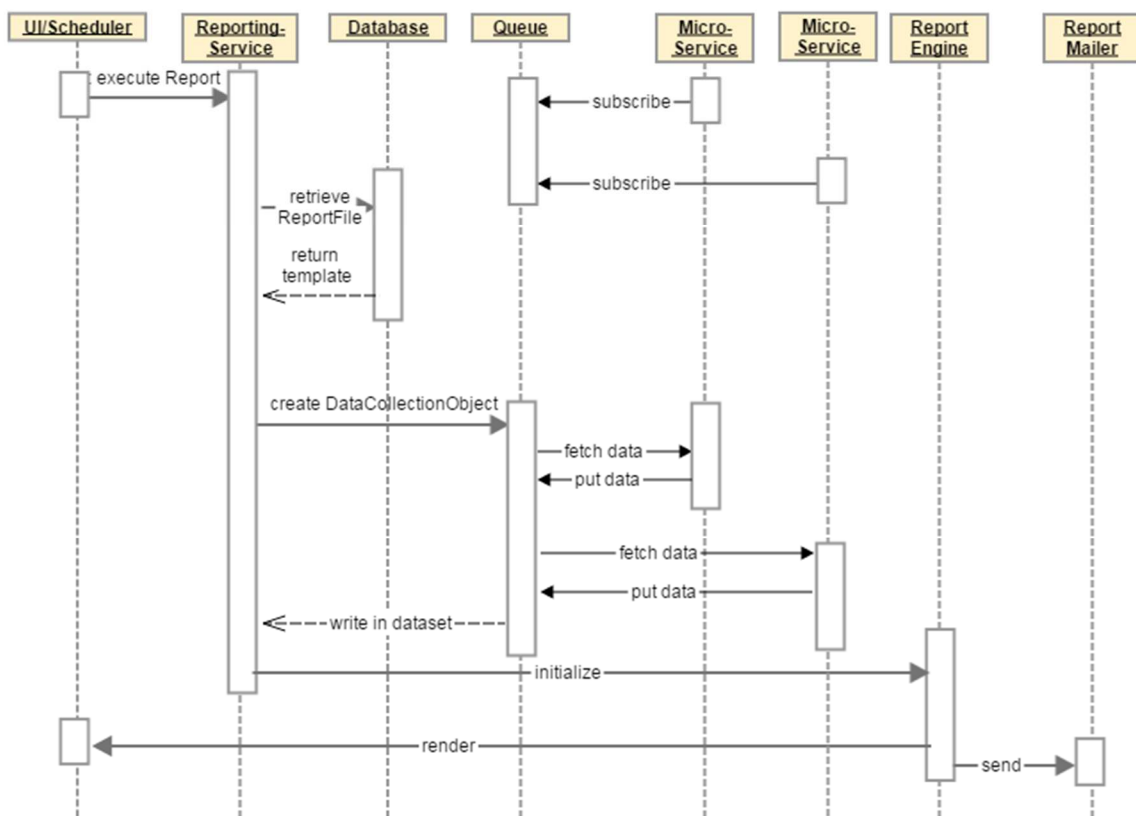 UI/Scheduler
Reporting-
Service
Database
Queue
Micro-
Service
Micro-
Service
Report
Engine
Report
Mailer
: execute Report
subscribe
subscribe
retrieve
ReportFile
return
template
create DataCollectionObject
fetch data
put data
fetch data
put data
write in dataset
initialize
render
send